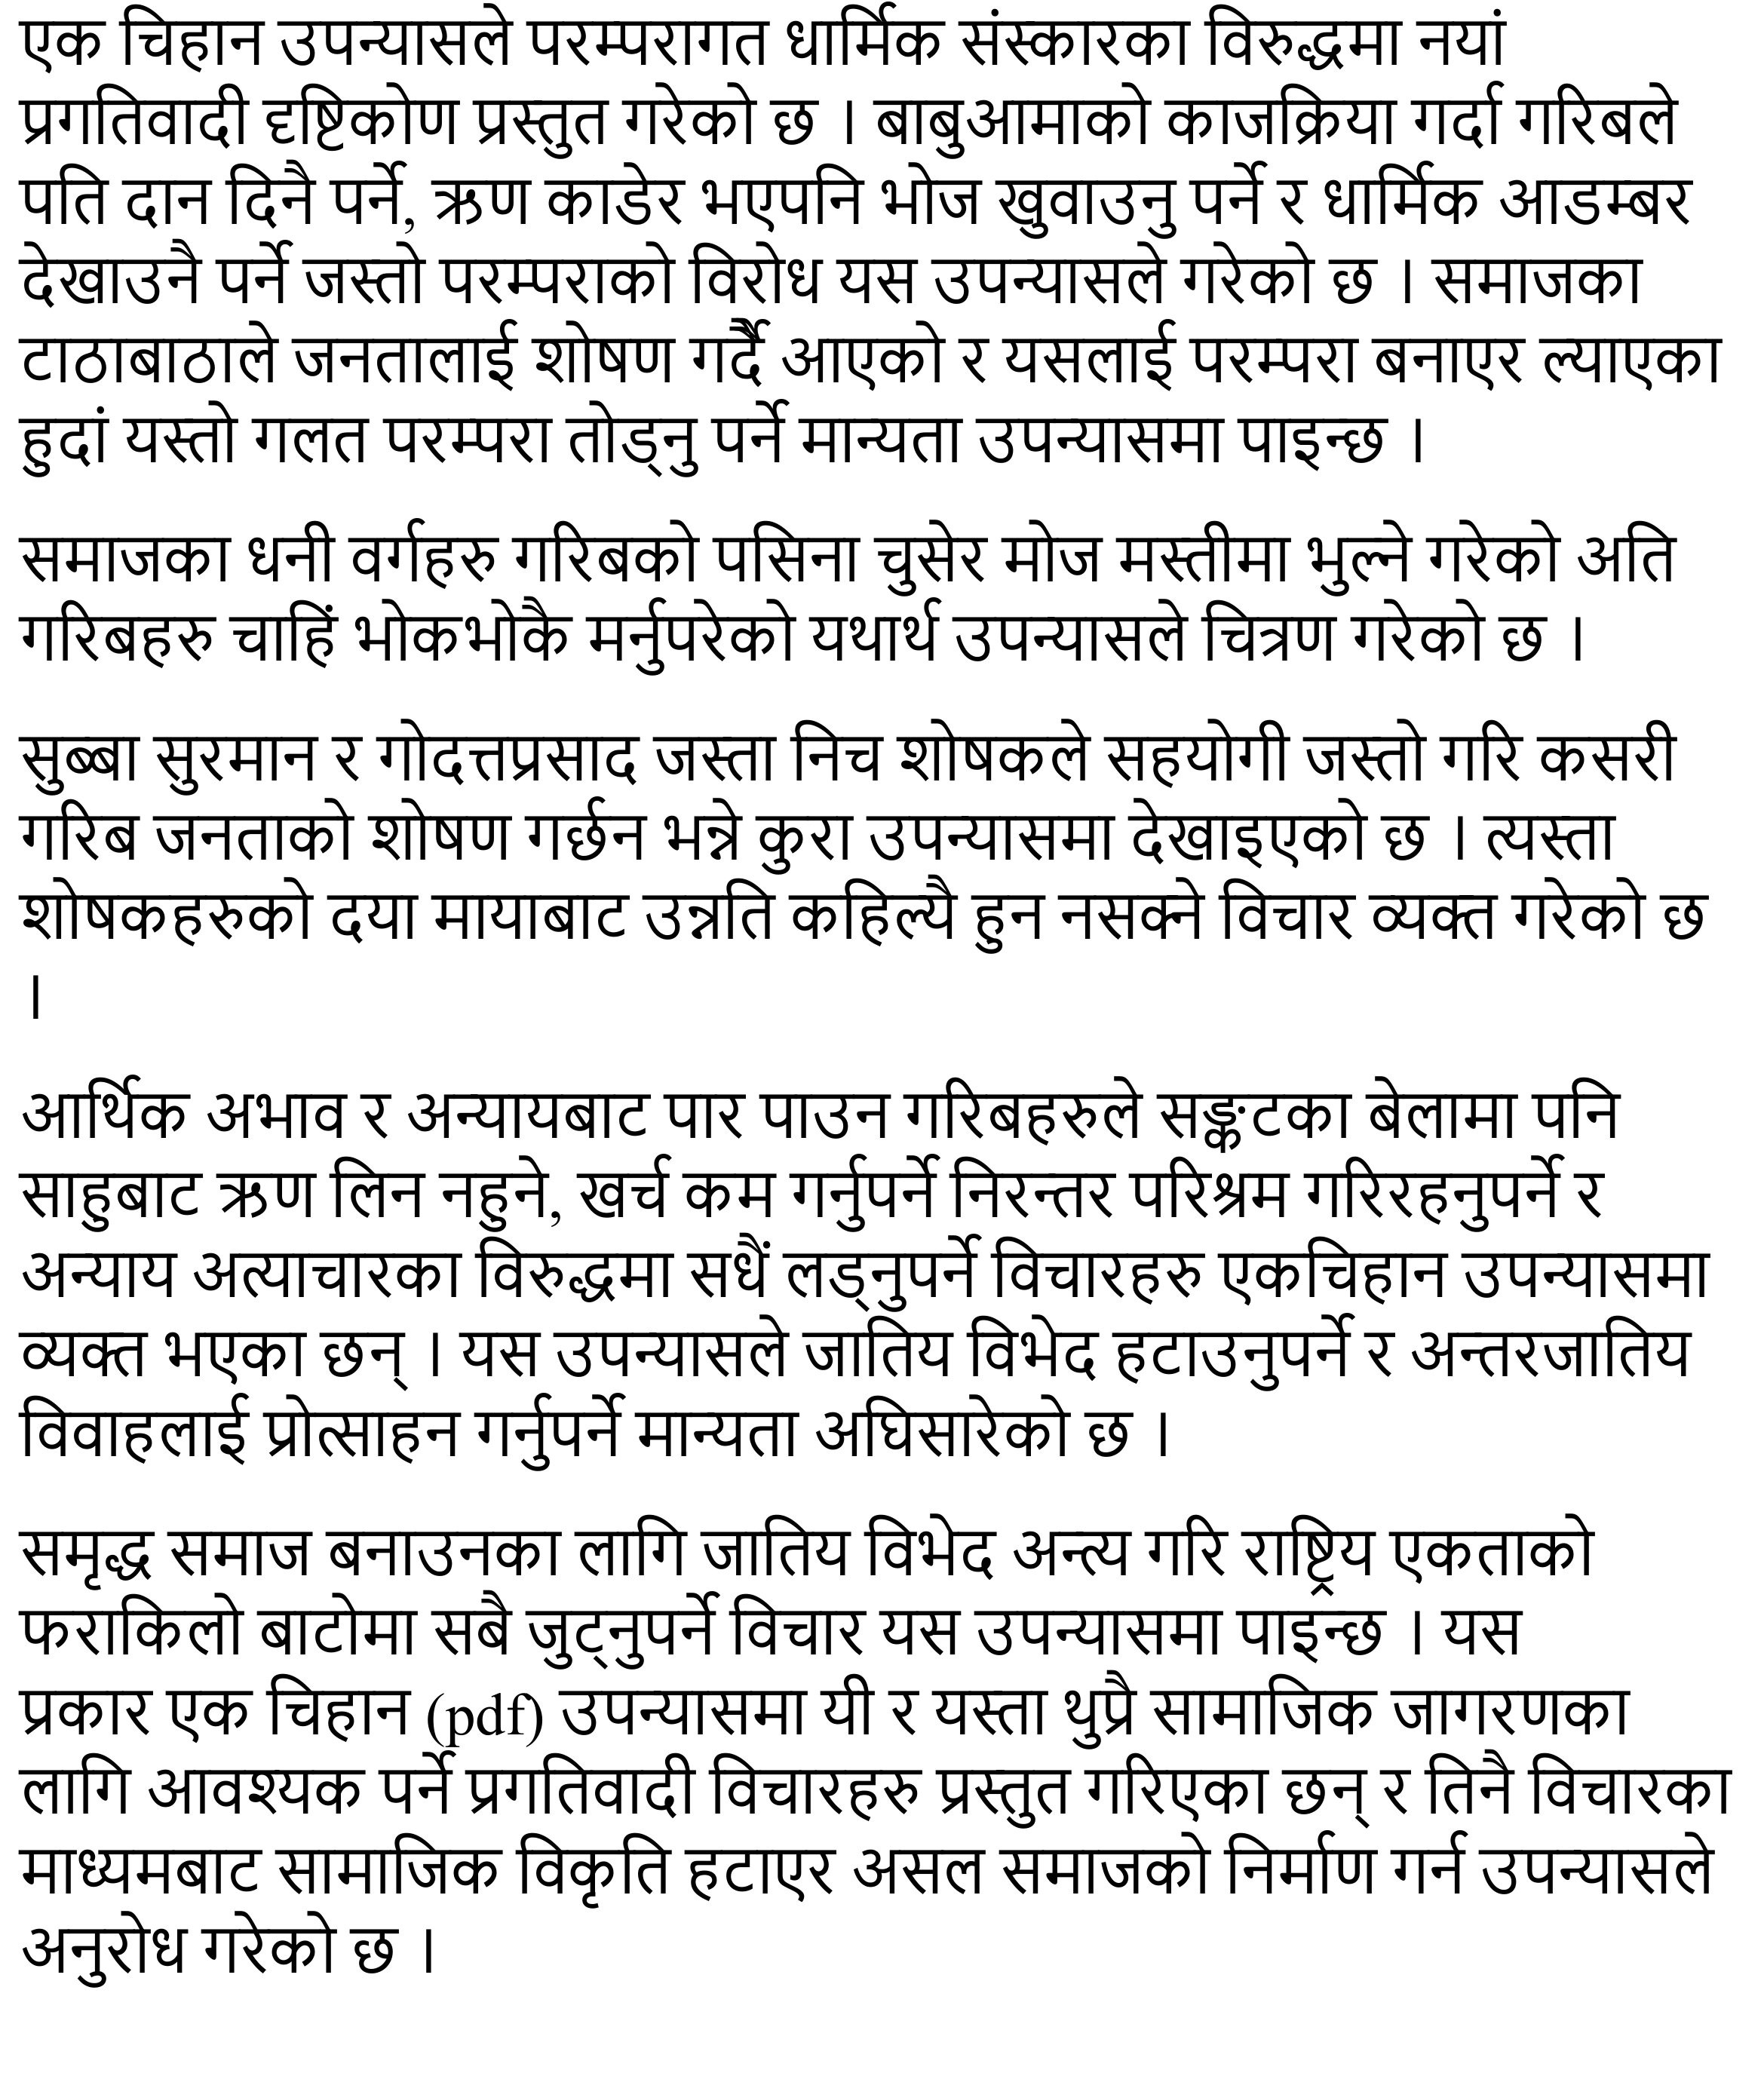 एक चिहान उपन्यासले परम्परागत धार्मिक संस्कारका विरुद्धमा नयां
प्रगतिवादी दृष्टिकोण प्रस्तुत गरेको छ । बाबुआमाको काजक्रिया गर्दा गरिबले
पति दान दिनै पर्ने, ऋण काडेर भएपनि भोज खुवाउनु पर्ने र धार्मिक आडम्बर
देखाउनै पर्ने जस्तो परम्पराको विरोध यस उपन्यासले गरेको छ । समाजका
टाठाबाठाले जनतालाई शोषण गर्दै आएको र यसलाई परम्परा बनाएर ल्याएका
हुदां यस्तो गलत परम्परा तोड्नु पर्ने मान्यता उपन्यासमा पाइन्छ ।
समाजका धनी वर्गहरु गरिबको पसिना चुसेर मोज मस्तीमा भुल्ने गरेको अति
गरिबहरु चाहिं भोकभोकै मर्नुपरेको यथार्थ उपन्यासले चित्रण गरेको छ ।
सुब्बा सुरमान र गोदत्तप्रसाद जस्ता निच शोषकले सहयोगी जस्तो गरि कसरी
गरिब जनताको शोषण गर्छन भन्ने कुरा उपन्यासमा देखाइएको छ । त्यस्ता
शोषकहरुको दया मायाबाट उन्नति कहिल्यै हुन नसक्ने विचार व्यक्त गरेको छ
।
आर्थिक अभाव र अन्यायबाट पार पाउन गरिबहरुले सङ्कटका बेलामा पनि
साहुबाट ऋण लिन नहुने, खर्च कम गर्नुपर्ने निरन्तर परिश्रम गरिरहनुपर्ने र
अन्याय अत्याचारका विरुद्धमा सधैं लड्नुपर्ने विचारहरु एकचिहान उपन्यासमा
व्यक्त भएका छन् । यस उपन्यासले जातिय विभेद हटाउनुपर्ने र अन्तरजातिय
विवाहलाई प्रोत्साहन गर्नुपर्ने मान्यता अघिसारेको छ ।
समृद्ध समाज बनाउनका लागि जातिय विभेद अन्त्य गरि राष्ट्रिय एकताको
फराकिलो बाटोमा सबै जुट्नुपर्ने विचार यस उपन्यासमा पाइन्छ । यस
प्रकार एक चिहान (pdf) उपन्यासमा यी र यस्ता थुप्रै सामाजिक जागरणका
लागि आवश्यक पर्ने प्रगतिवादी विचारहरु प्रस्तुत गरिएका छन् र तिनै विचारका
माध्यमबाट सामाजिक विकृति हटाएर असल समाजको निर्माण गर्न उपन्यासले
अनुरोध गरेको छ ।